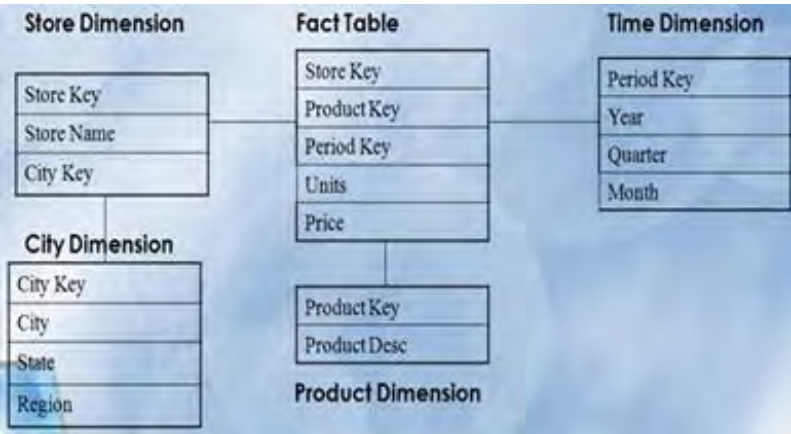 Store Dimension
Store Key
Store Name
City Key
City Dimension
City Key
City
State
Region
Fact Table
Store Key
Product Key
Period Key
Units
Price
Product Key
Product Desc
Product Dimension
Time Dimension
Period Key
Year
Quarter
Month